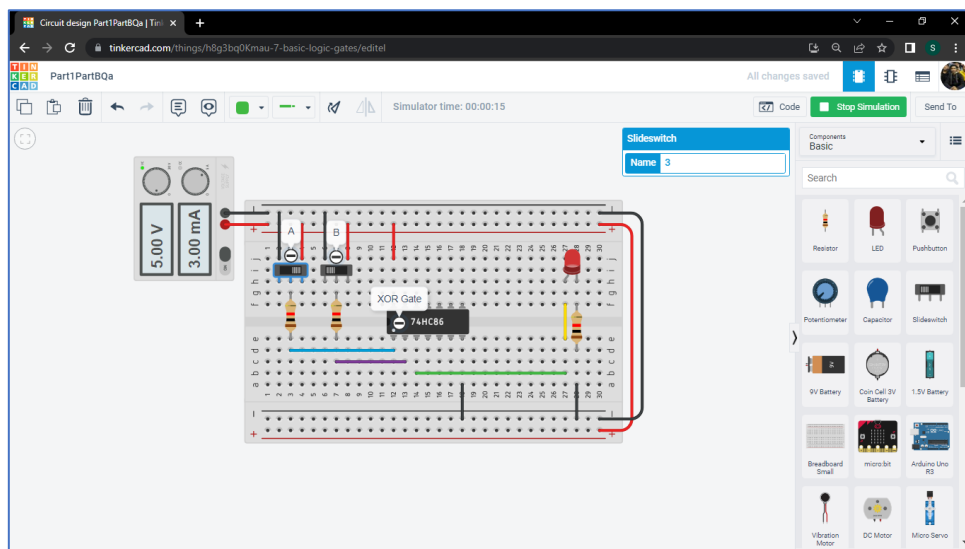 Circuit design Part1PartBQa | Tin
tinkercad.com/things/h8g3bq0Kmau-7-basic-logic-gates/editel
S
TIN
KER
CAD
Part1PartBQa
All changes saved
Simulator time: 00:00:15
Code
Stop Simulation
Send To
Slideswitch
Name 3
Components
Basic
Search
Resistor LED Pushbutton
Potentiometer Capacitor Slideswitch
9V Battery Coin Cell 3V Battery 1.5V Battery
Breadboard Small micro:bit Arduino Uno R3
Vibration Motor DC Motor Micro Servo
5.00 V
3.00 mA
A
B
XOR Gate
74HC86